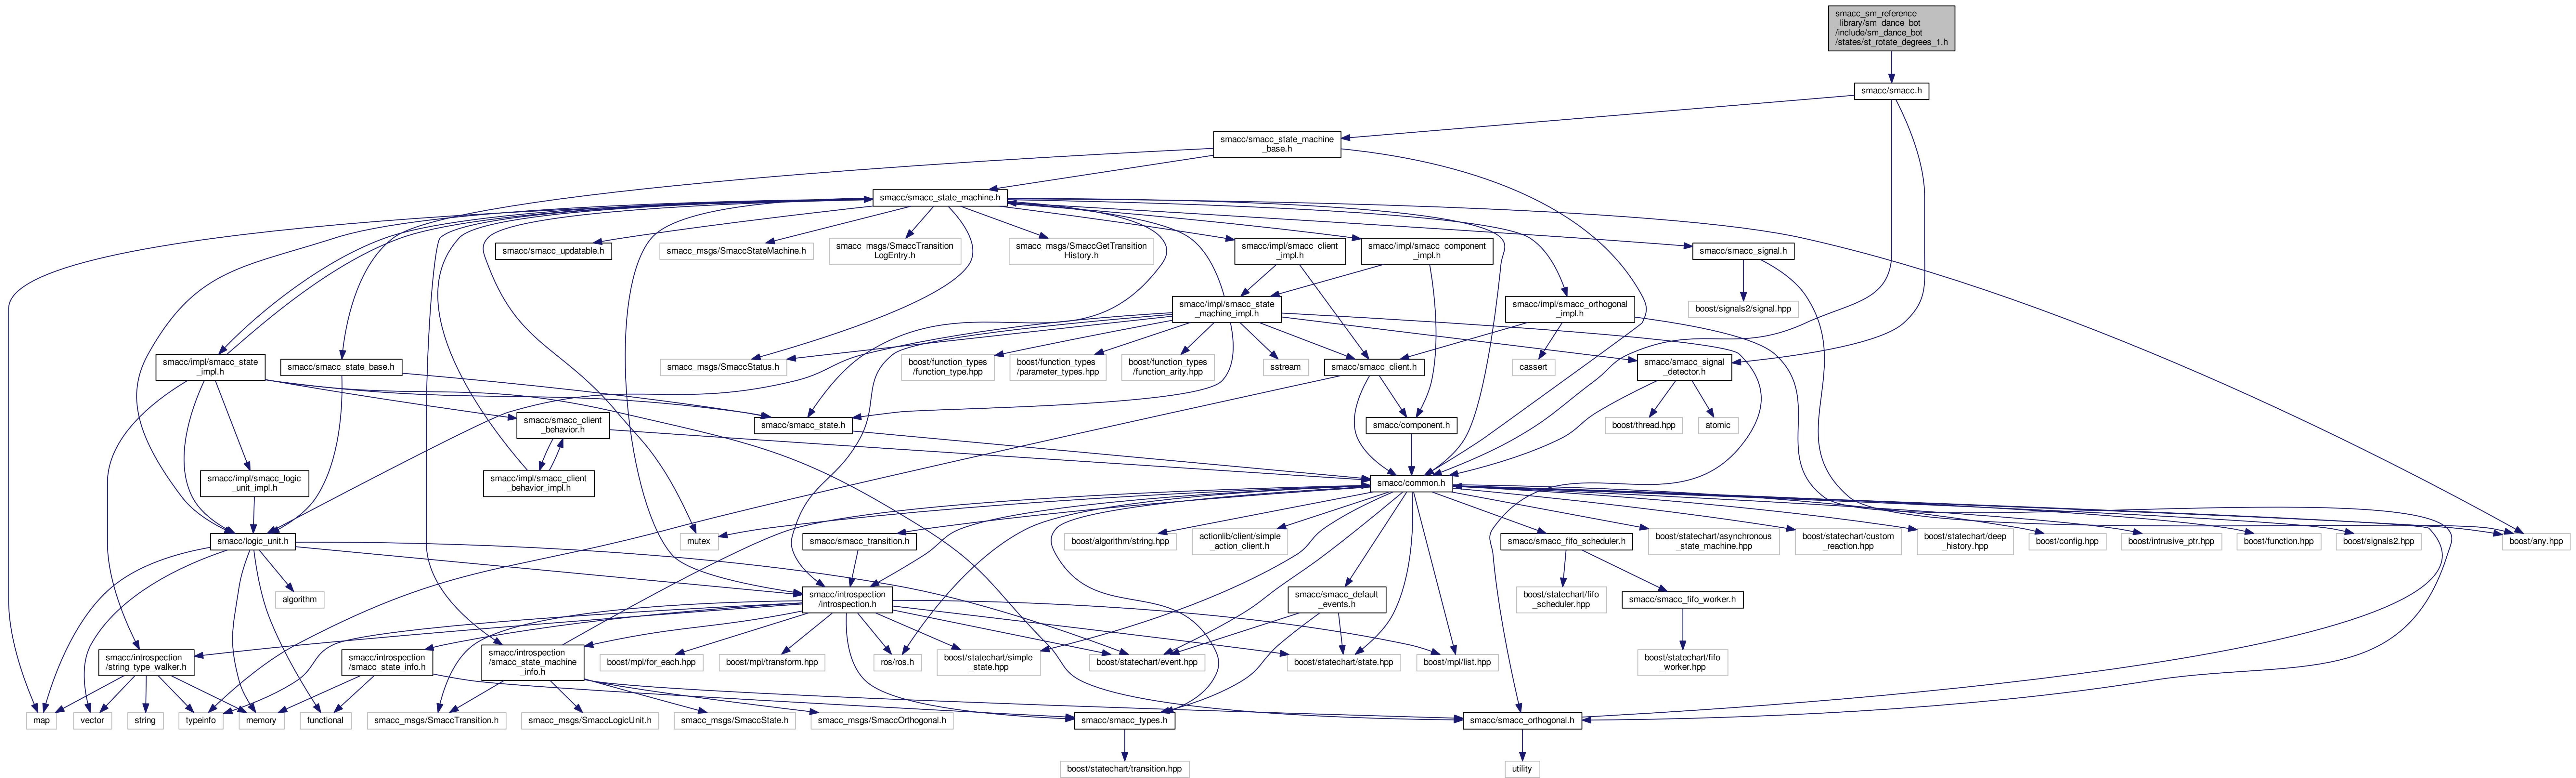 smacc_sm_reference
_library/sm_dance_bot
/include/sm_dance_bot
/states/st_rotate_degrees_1.h
smacc/smacc.h
smacc/smacc_state_machine
_base.h
smacc/smacc_state_machine.h
smacc/smacc_updatable.h
smacc_msgs/SmaccStateMachine.h
smacc_msgs/SmaccTransition
LogEntry.h
smacc_msgs/SmaccGetTransition
History.h
smacc/impl/smacc_client
_impl.h
smacc/impl/smacc_component
_impl.h
smacc/smacc_signal.h
smacc/impl/smacc_state
_machine_impl.h
smacc/impl/smacc_orthogonal
_impl.h
boost/signals2/signal.hpp
smacc/impl/smacc_state
_impl.h
smacc/smacc_state_base.h
smacc_msgs/SmaccStatus.h
boost/function_types
/function_type.hpp
boost/function_types
/parameter_types.hpp
boost/function_types
/function_arity.hpp
sstream
smacc/smacc_client.h
cassert
smacc/smacc_signal
_detector.h
smacc/smacc_client
_behavior.h
smacc/smacc_state.h
smacc/component.h
boost/thread.hpp
atomic
smacc/impl/smacc_logic
_unit_impl.h
smacc/impl/smacc_client
_behavior_impl.h
smacc/common.h
smacc/logic_unit.h
mutex
smacc/smacc_transition.h
boost/algorithm/string.hpp
actionlib/client/simple
_action_client.h
smacc/smacc_fifo_scheduler.h
boost/statechart/asynchronous
_state_machine.hpp
boost/statechart/custom
_reaction.hpp
boost/statechart/deep
_history.hpp
boost/config.hpp
boost/intrusive_ptr.hpp
boost/function.hpp
boost/signals2.hpp
boost/any.hpp
algorithm
smacc/introspection
/introspection.h
smacc/smacc_default
_events.h
boost/statechart/fifo
_scheduler.hpp
smacc/smacc_fifo_worker.h
smacc/introspection
/string_type_walker.h
smacc/introspection
/smacc_state_info.h
smacc/introspection
/smacc_state_machine
_info.h
boost/mpl/for_each.hpp
boost/mpl/transform.hpp
ros/ros.h
boost/statechart/simple
_state.hpp
boost/statechart/event.hpp
boost/statechart/state.hpp
boost/mpl/list.hpp
boost/statechart/fifo
_worker.hpp
map
vector
string
typeinfo
memory
functional
smacc_msgs/SmaccTransition.h
smacc_msgs/SmaccLogicUnit.h
smacc_msgs/SmaccState.h
smacc_msgs/SmaccOrthogonal.h
smacc/smacc_types.h
smacc/smacc_orthogonal.h
boost/statechart/transition.hpp
utility